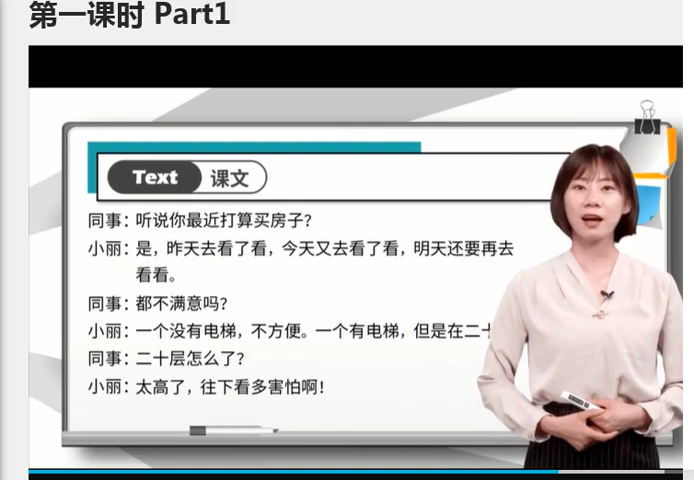 第一课时 Part1
Text 课文
同事：听说你最近打算买房子？
小丽：是，昨天去看了看，今天又去看了看，明天还要再去
看看。
同事：都不满意吗？
小丽：一个没有电梯，不方便。一个有电梯，但是在二十
同事：二十层怎么了？
小丽：太高了，往下看多害怕啊！